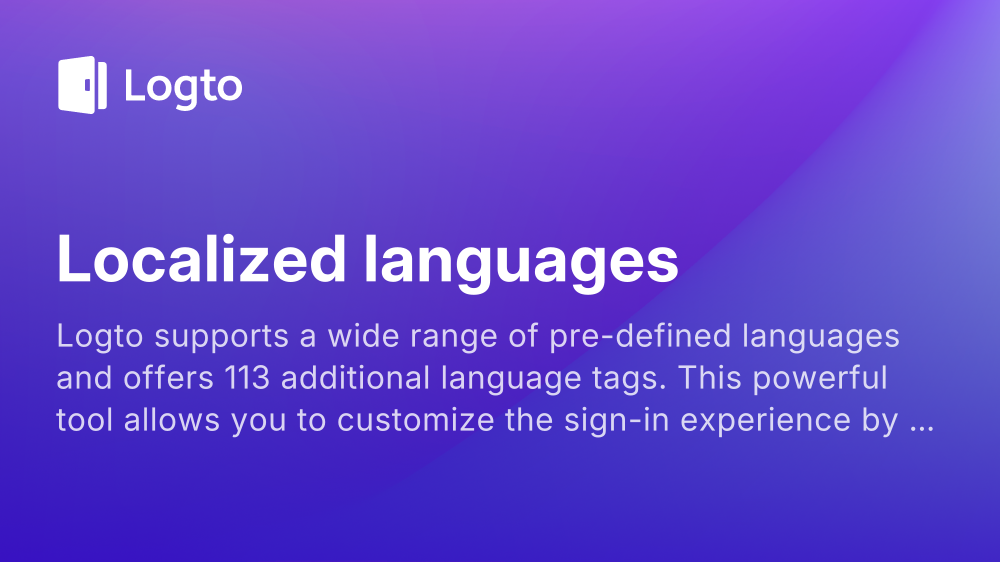 Logto
Localized languages
Logto supports a wide range of pre-defined languages
and offers 113 additional language tags. This powerful
tool allows you to customize the sign-in experience by ...